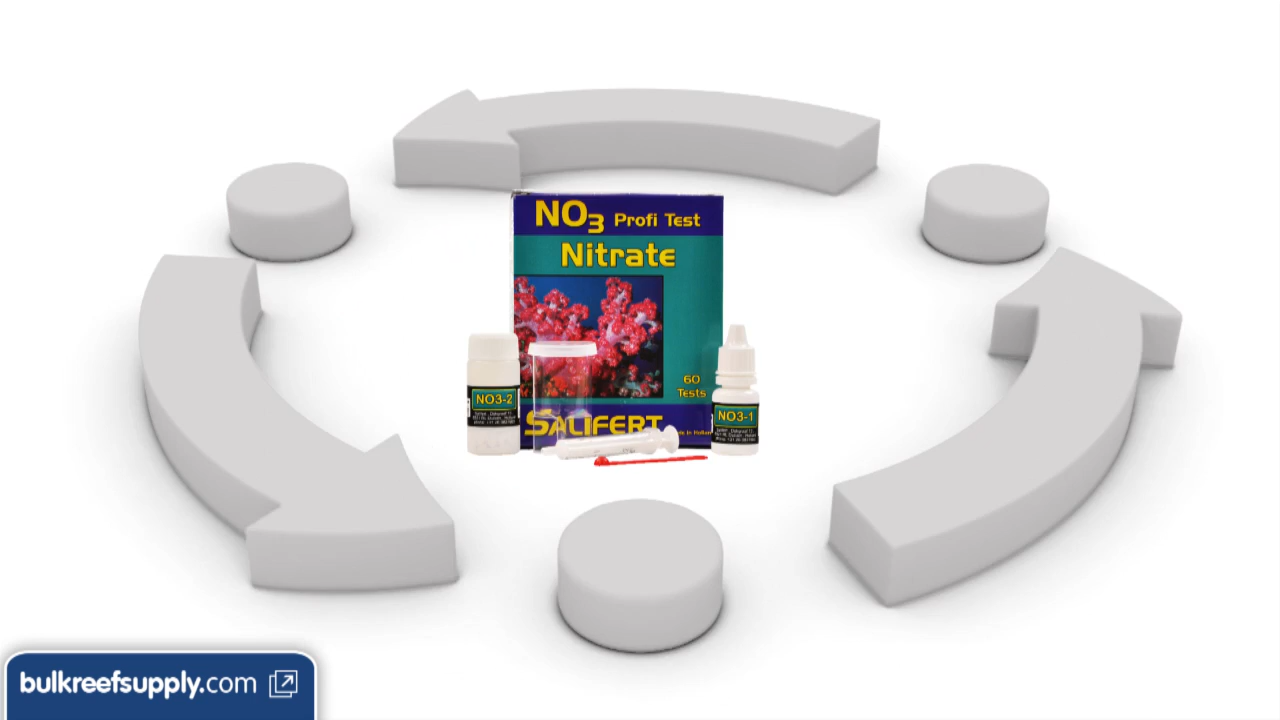 NO3 Profi Test
Nitrate
60
Tests
SALIFERT
NO3-2
NO3-1
bulkreefsupply.com